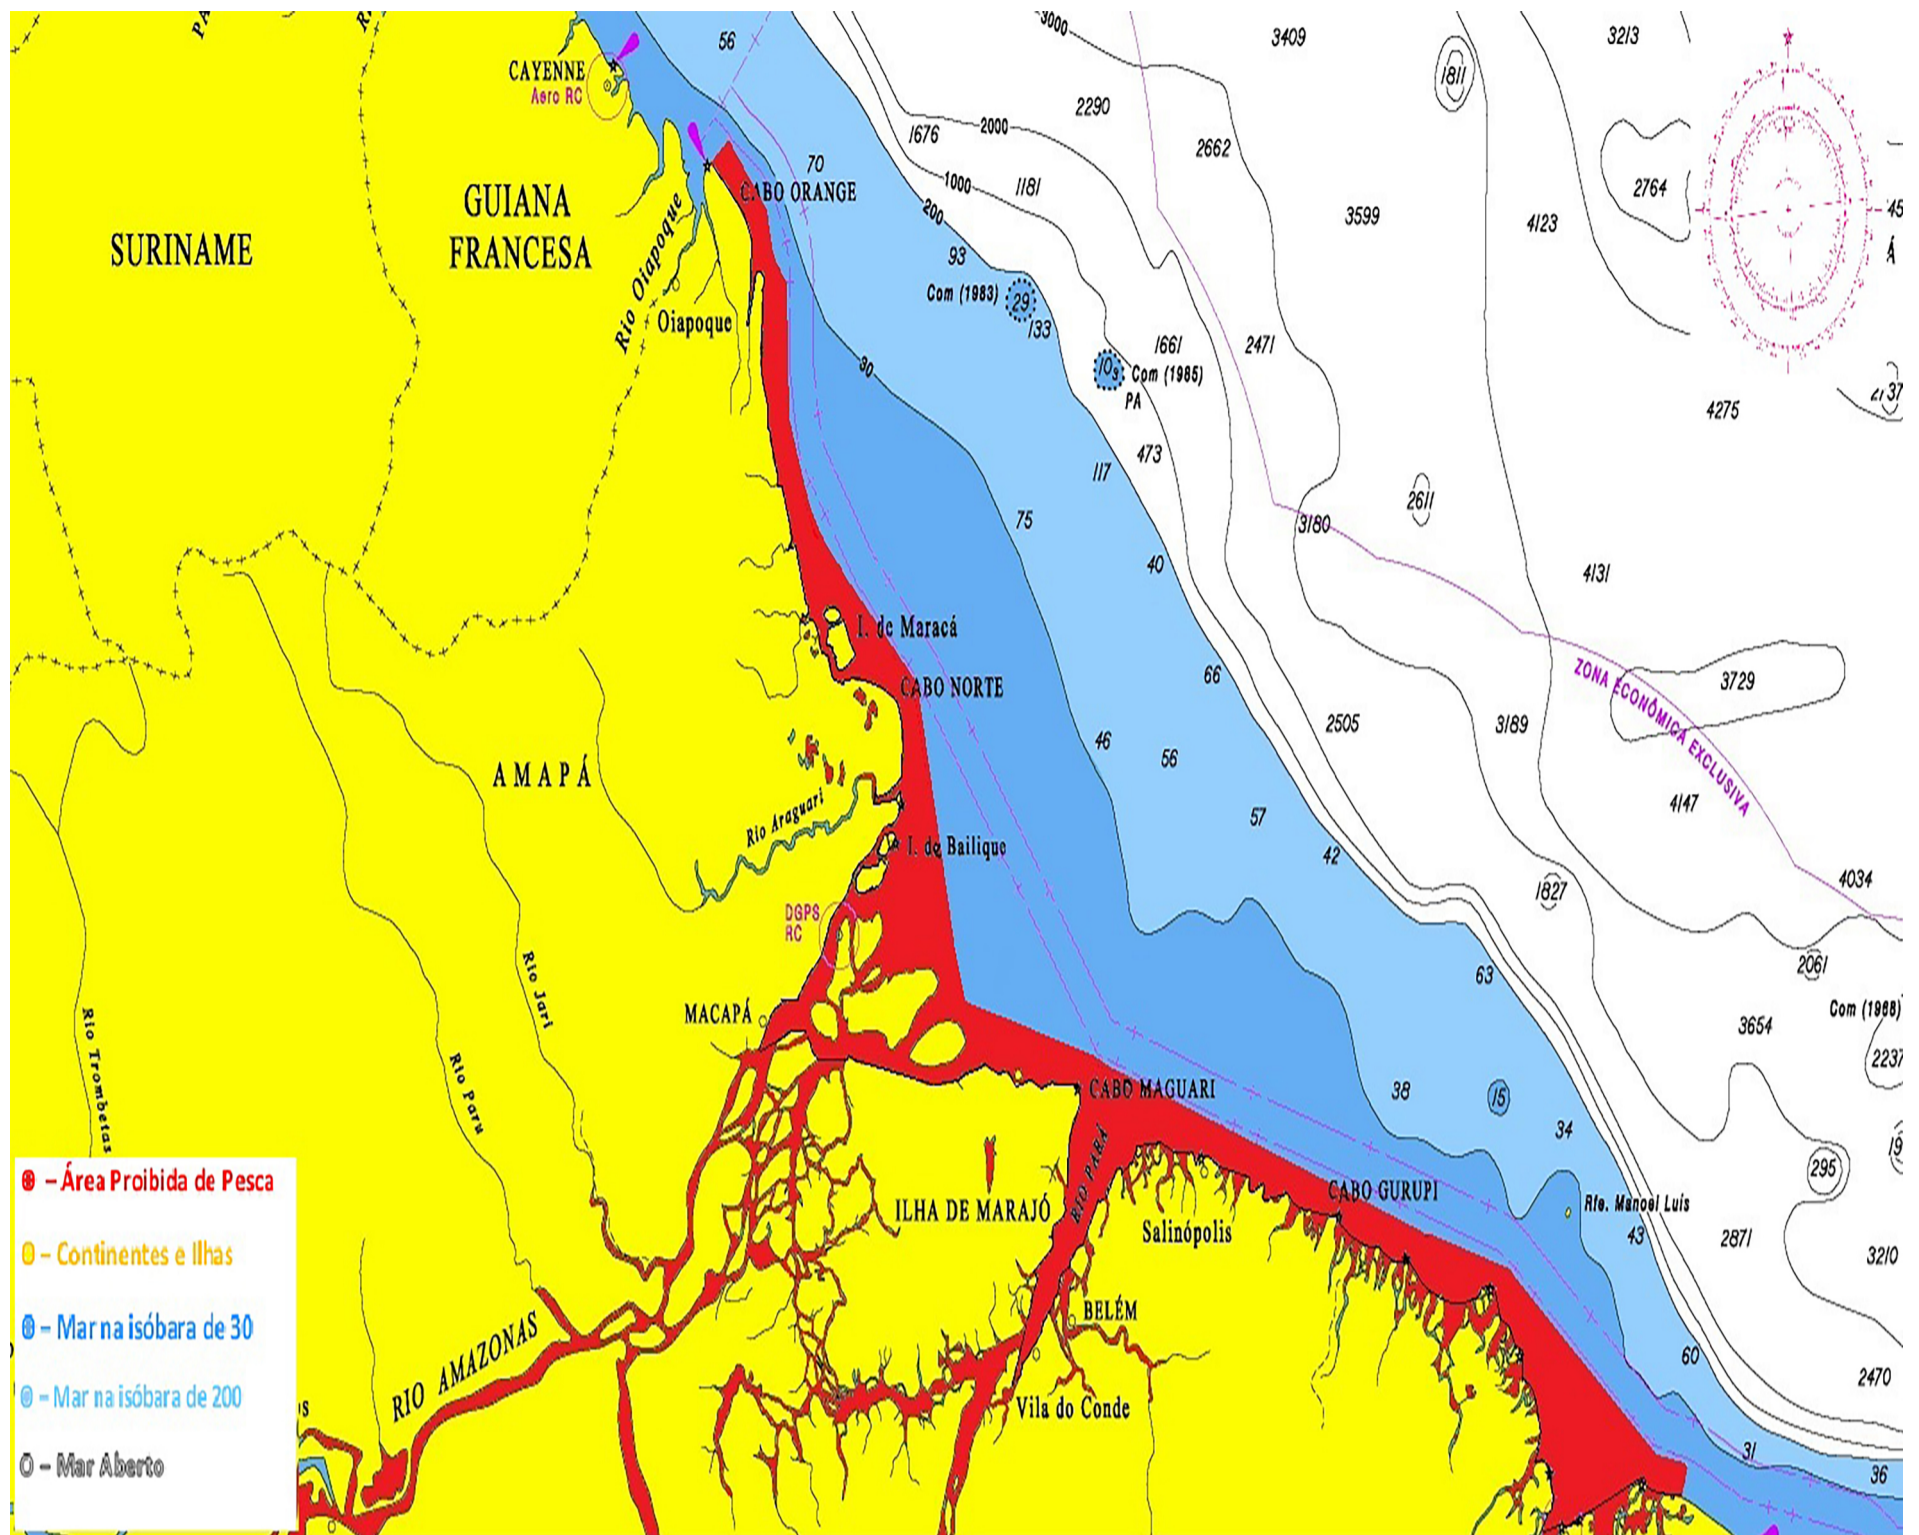 3000
56
3409
3213
CAYENNE
Aero RC
1811
2290
1676
2000
2662
70
2764
CABO ORANGE
1000
1181
GUIANA
FRANCESA
SURINAME
200
3599
4123
45
93
Com (1983)
29
133
Rio Oiapoque
Oiapoque
1661
2471
30
103
Com (1985)
PA
4275
473
117
2611
75
3180
40
4131
I. de Maracá
66
CABO NORTE
ZONA ECONÔMICA EXCLUSIVA
3729
2505
3189
46
56
AMAPÁ
Rio Araguari
57
4147
I. de Bailique
42
4034
1827
DGPS
RC
63
2061
Rio Jari
MACAPÁ
Com (1968)
3654
Rio Trombetas
Rio Paru
2237
CABO MAGUARI
38
15
34
RIO PARÁ
295
ILHA DE MARAJÓ
CABO GURUPI
Salinópolis
Rfe. Manoel Luís
43
2871
3210
BELÉM
RIO AMAZONAS
60
2470
Vila do Conde
31
36
– Área Proibida de Pesca
– Continentes e Ilhas
– Mar na isóbara de 30
– Mar na isóbara de 200
– Mar Aberto